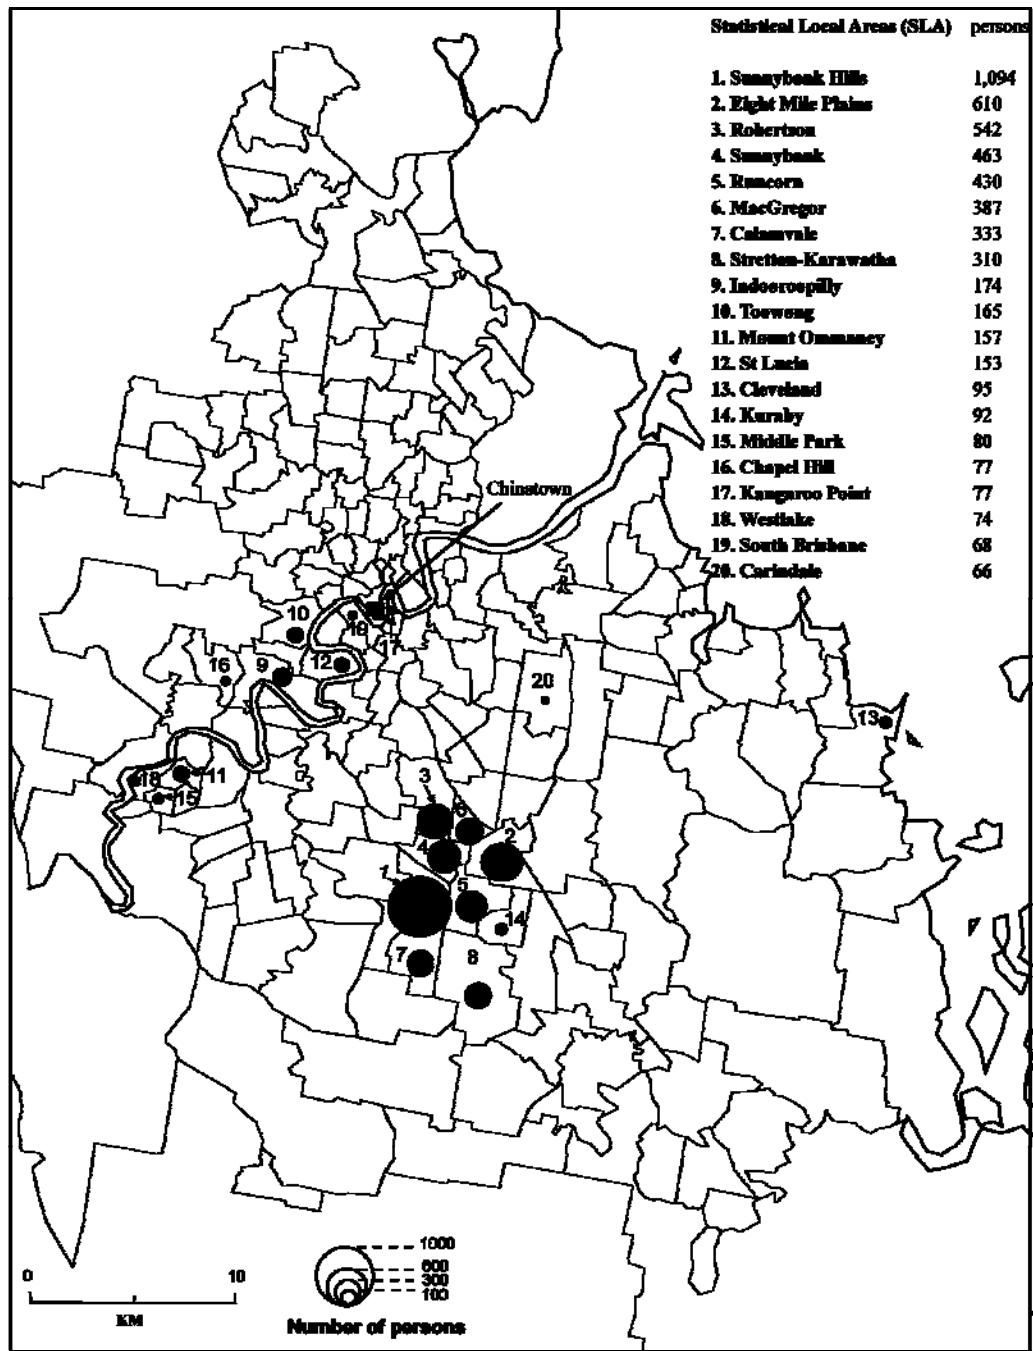 Statistical Local Areas (SLA) persons
1. Sunnybank Hills 1,094
2. Eight Mile Plains 610
3. Robertson 542
4. Sunnybank 463
5. Runcorn 430
6. MacGregor 387
7. Calamvale 333
8. Stretton-Karawatha 310
9. Indooroopilly 174
10. Toowong 165
11. Mount Ommaney 157
12. St Lucia 153
13. Cleveland 95
14. Kuraby 92
15. Middle Park 80
16. Chapel Hill 77
17. Kangaroo Point 77
18. Westlake 74
19. South Brisbane 68
20. Carindale 66
Chinatown
10
19
17
16
9
12
20
13
18
11
15
3
6
2
4
1
5
14
7
8
0 10
KM
1000
600
300
100
Number of persons